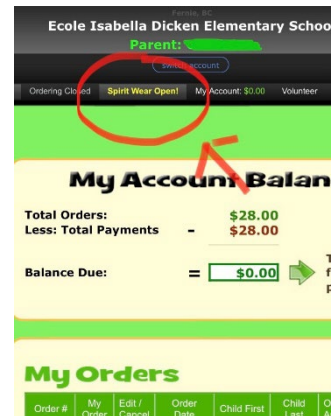 Fernie, BC
Ecole Isabella Dicken Elementary Schoo
Parent:
switch account
Ordering Closed Spirit Wear Open! My Account: $0.00 Volunteer
My Account Balan
Total Orders: $28.00
Less: Total Payments - $28.00
Balance Due: = $0.00
My Orders
Order # My Order Edit / Cancel Order Date Child First Child Last